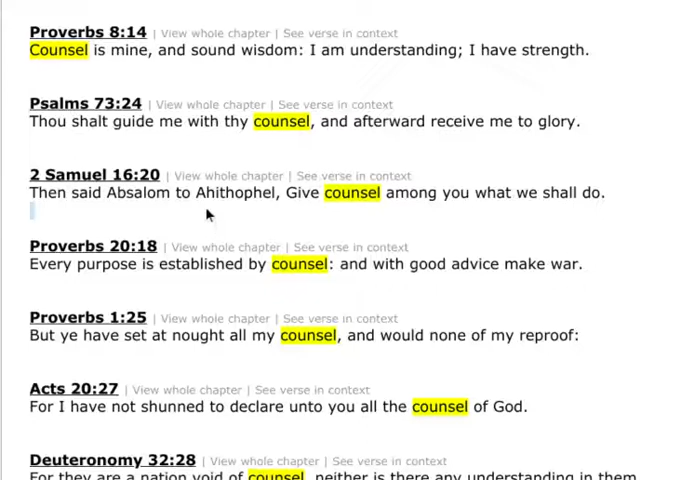 Proverbs 8:14 | View whole chapter | See verse in context
Counsel is mine, and sound wisdom: I am understanding; I have strength.
Psalms 73:24 | View whole chapter | See verse in context
Thou shalt guide me with thy counsel, and afterward receive me to glory.
2 Samuel 16:20 | View whole chapter | See verse in context
Then said Absalom to Ahithophel, Give counsel among you what we shall do.
Proverbs 20:18 | View whole chapter | See verse in context
Every purpose is established by counsel: and with good advice make war.
Proverbs 1:25 | View whole chapter | See verse in context
But ye have set at nought all my counsel, and would none of my reproof:
Acts 20:27 | View whole chapter | See verse in context
For I have not shunned to declare unto you all the counsel of God.
Deuteronomy 32:28 | View whole chapter | See verse in context
For they are a nation void of counsel, neither is there any understanding in them.